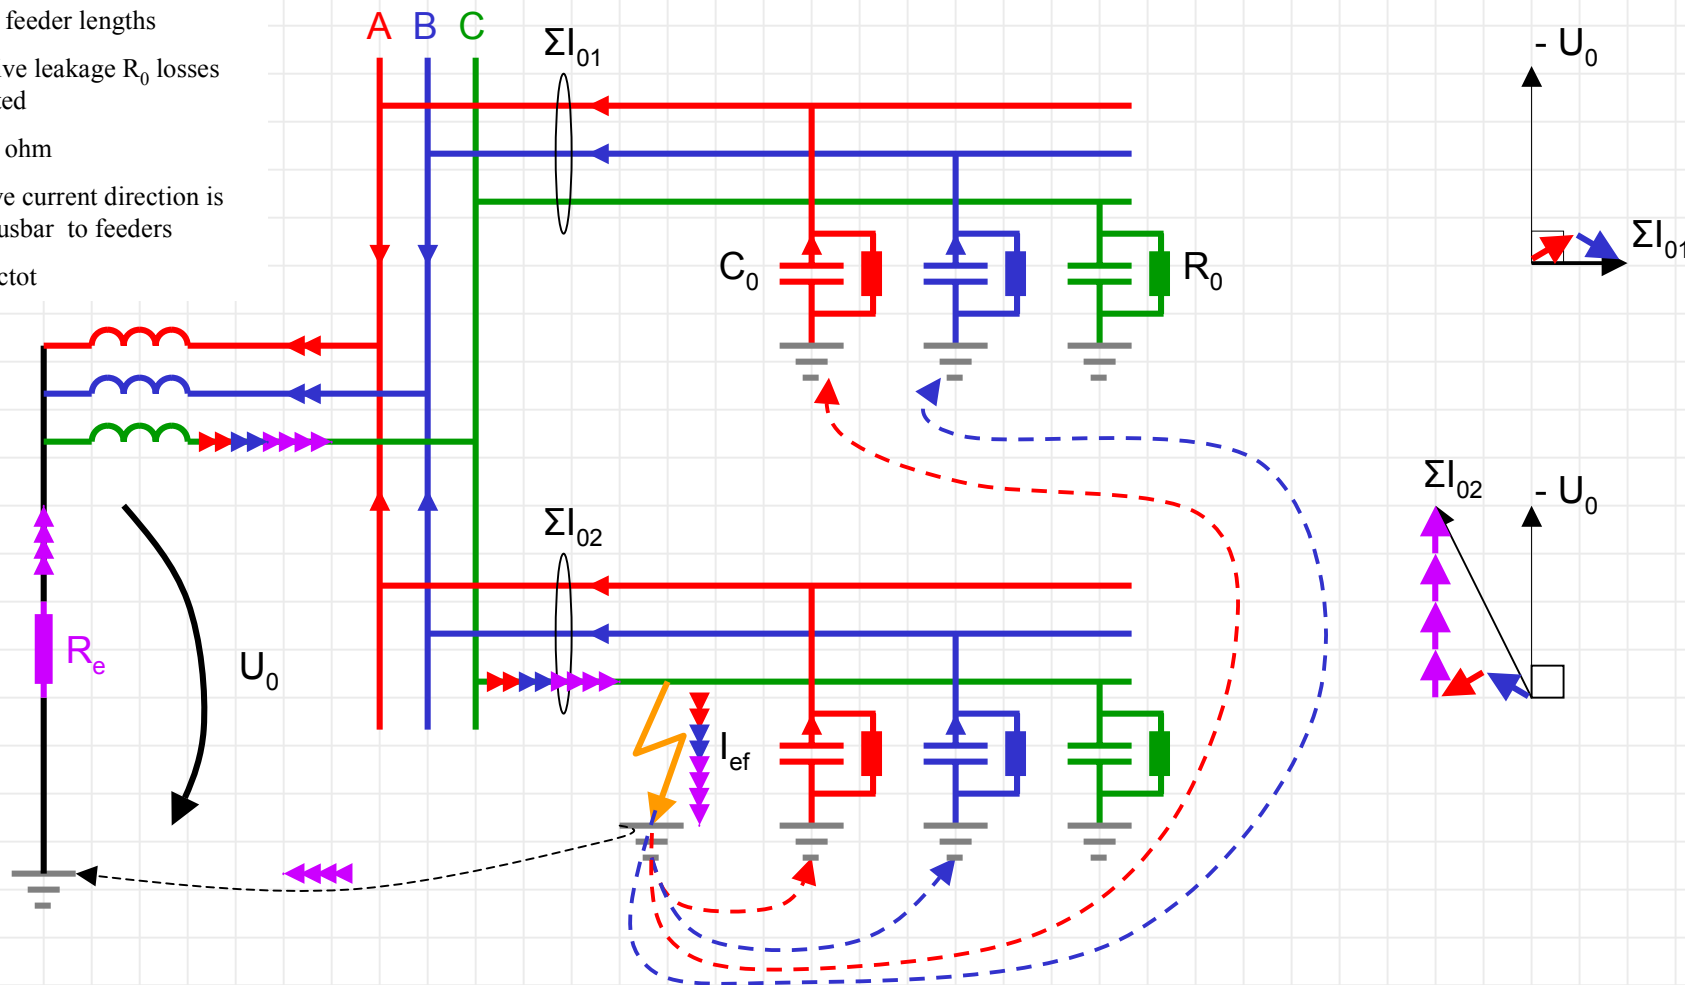 feeder lengths
ive leakage R0 losses
ted
ohm
ve current direction is
usbar to feeders
ctot
A B C
ΣI01
- U0
ΣI01
C0
R0
ΣI02
- U0
ΣI02
Re
U0
Ief